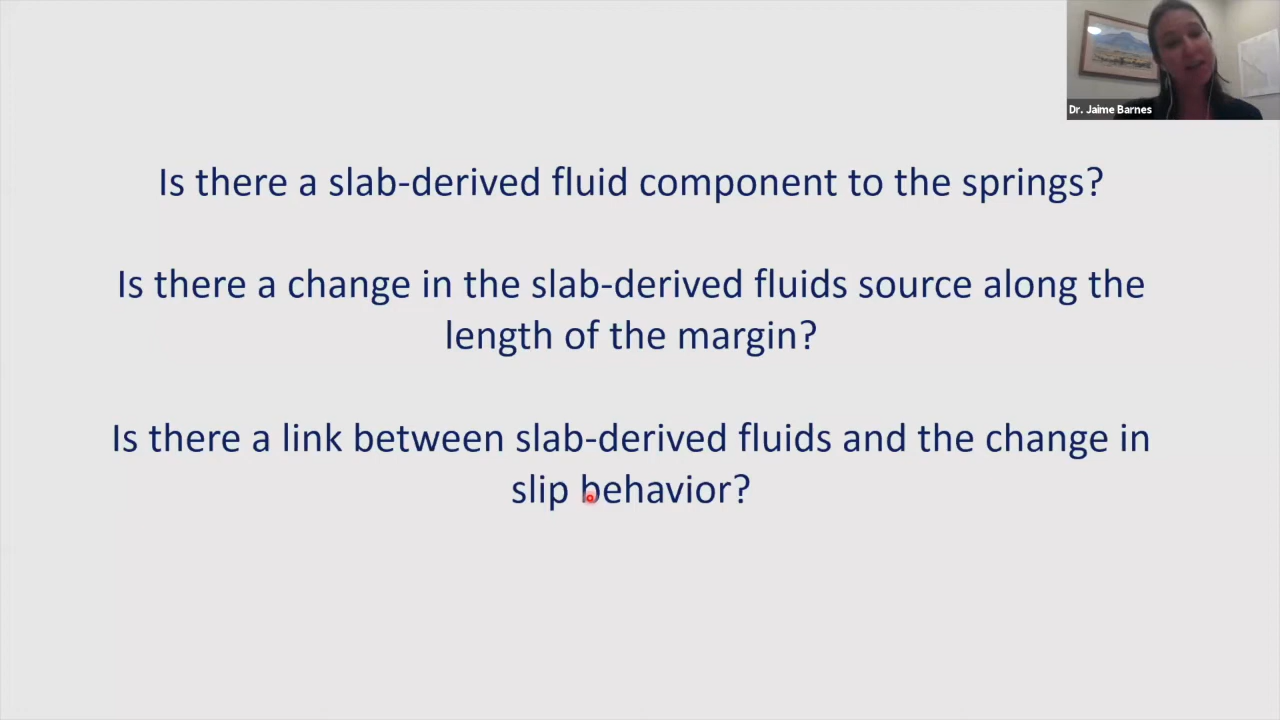 Dr. Jaime Barnes
Is there a slab-derived fluid component to the springs?
Is there a change in the slab-derived fluids source along the
length of the margin?
Is there a link between slab-derived fluids and the change in
slip behavior?